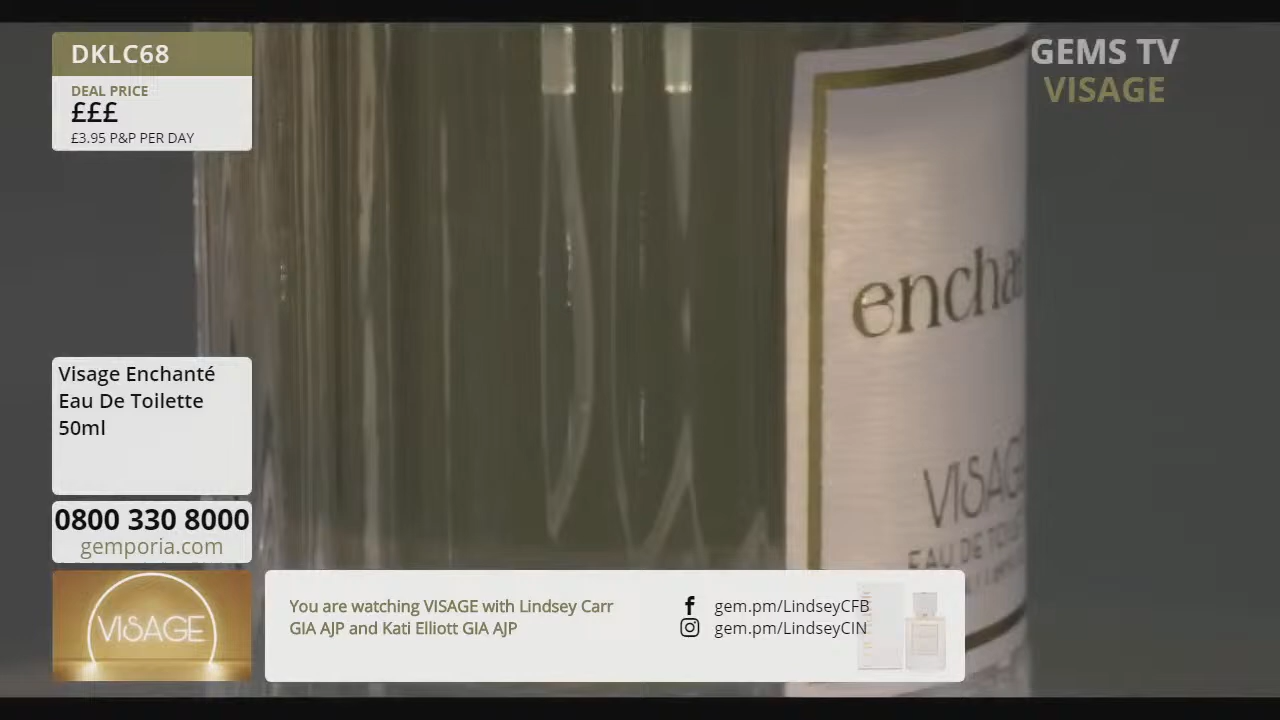 DKLC68
DEAL PRICE
£££
£3.95 P&P PER DAY
GEMS TV
VISAGE
encha
VISAG
EAU DE TOIL
Visage Enchanté
Eau De Toilette
50ml
0800 330 8000
gemporia.com
VISAGE
You are watching VISAGE with Lindsey Carr
GIA AJP and Kati Elliott GIA AJP
gem.pm/LindseyCFB
gem.pm/LindseyCIN